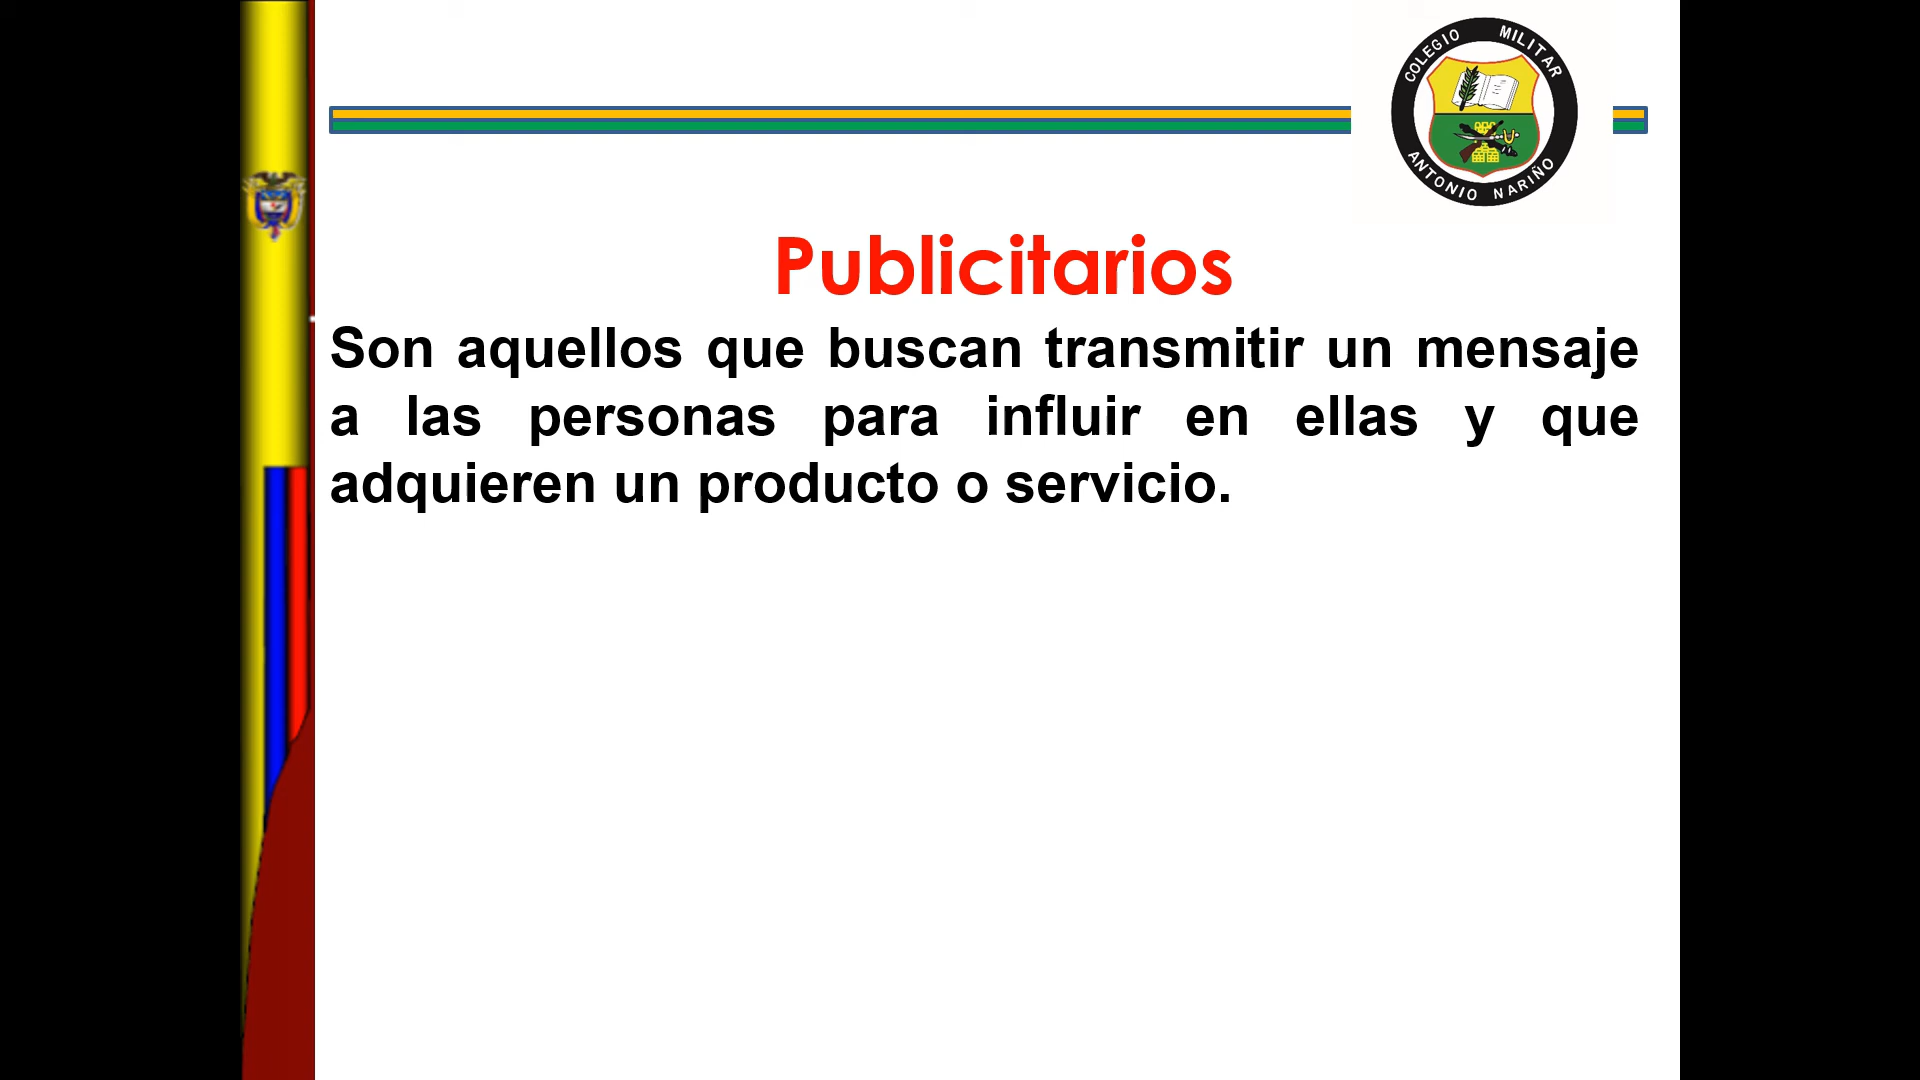 COLEGIO MILITAR
ANTONIO NARIÑO
Publicitarios
Son aquellos que buscan transmitir un mensaje
a las personas para influir en ellas y que
adquieren un producto o servicio.